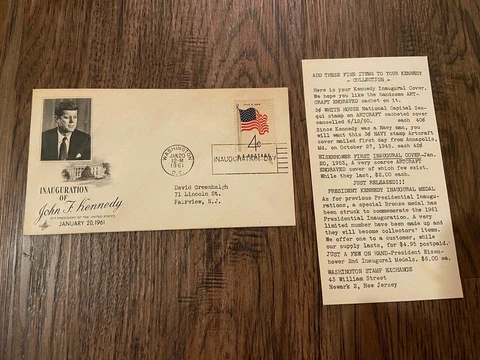 INAUGURATION
OF
John F. Kennedy
PRESIDENT OF THE UNITED STATES
JANUARY 20, 1961
WASHINGTON
JAN 20
12-M
1961
D.C.
4¢
U.S. POSTAGE
INAUGURATION DAY
David Greenhalgh
71 Lincoln St.
Fairview, N.J.
ADD THESE FINE ITEMS TO YOUR KENNEDY
COLLECTION
Here is your Kennedy Inaugural Cover.
We hope you like the handsome ART-
CRAFT ENGRAVED cachet on it.
3¢ WHITE HOUSE National Capital Ses-
qui stamp on ARTCRAFT cacheted cover
cancelled 6/12/50. each 40¢
Since Kennedy was a Navy man, you
will want this 3¢ NAVY stamp Artcraft
cover mailed first day from Annapolis,
Md. on October 27, 1945. each 42¢
EISENHOWER FIRST INAUGURAL COVER-Jan.
20, 1953. A very scarce ARTCRAFT
ENGRAVED cover of which few exist.
While they last, $2.00 each.
JUST RELEASED!!!
PRESIDENT KENNEDY INAUGURAL MEDAL
As for previous Presidential Inaugu-
rations, a special Bronze medal has
been struck to commemorate the 1961
Presidential Inauguration. A very
limited number have been made up and
they will become collectors' items.
We offer one to a customer, while
our supply lasts, for $4.95 postpaid.
JUST A FEW ON HAND-President Eisen-
hower 2nd Inaugural Medals. $6.00 ea.
WASHINGTON STAMP EXCHANGE
43 William Street
Newark 2, New Jersey